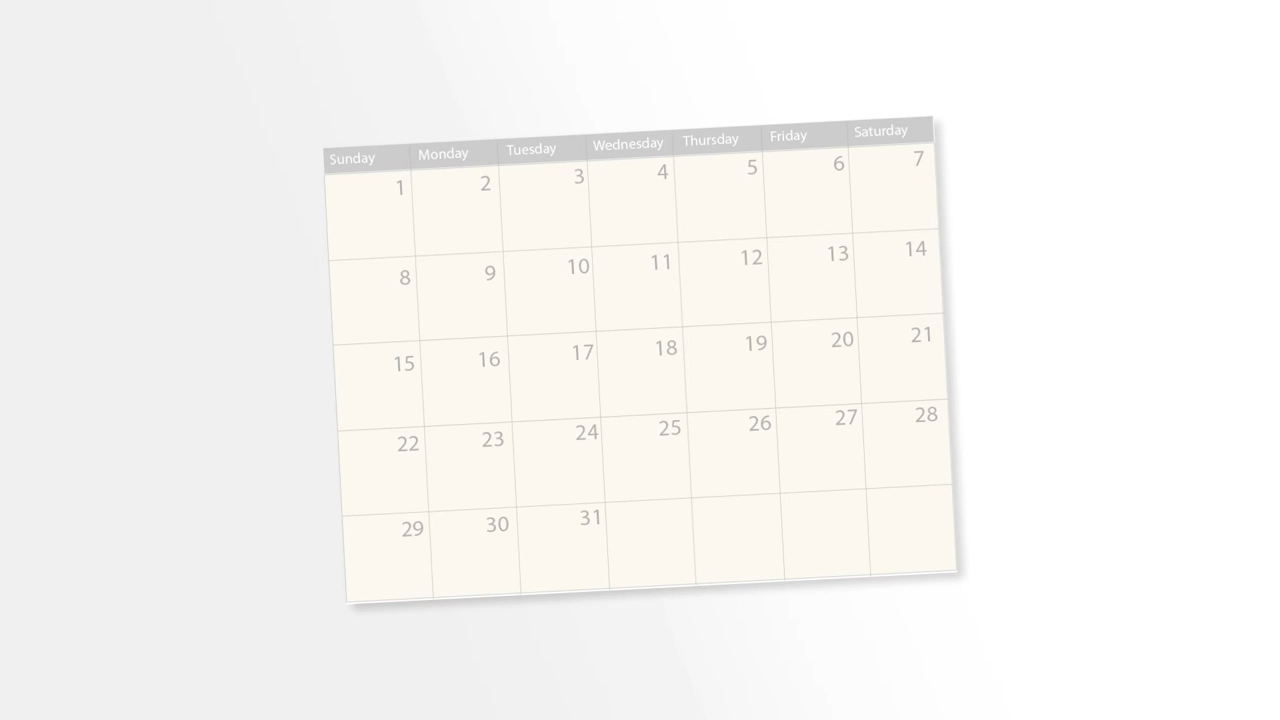 Sunday Monday Tuesday Wednesday Thursday Friday Saturday
1 2 3 4 5 6 7
8 9 10 11 12 13 14
15 16 17 18 19 20 21
22 23 24 25 26 27 28
29 30 31